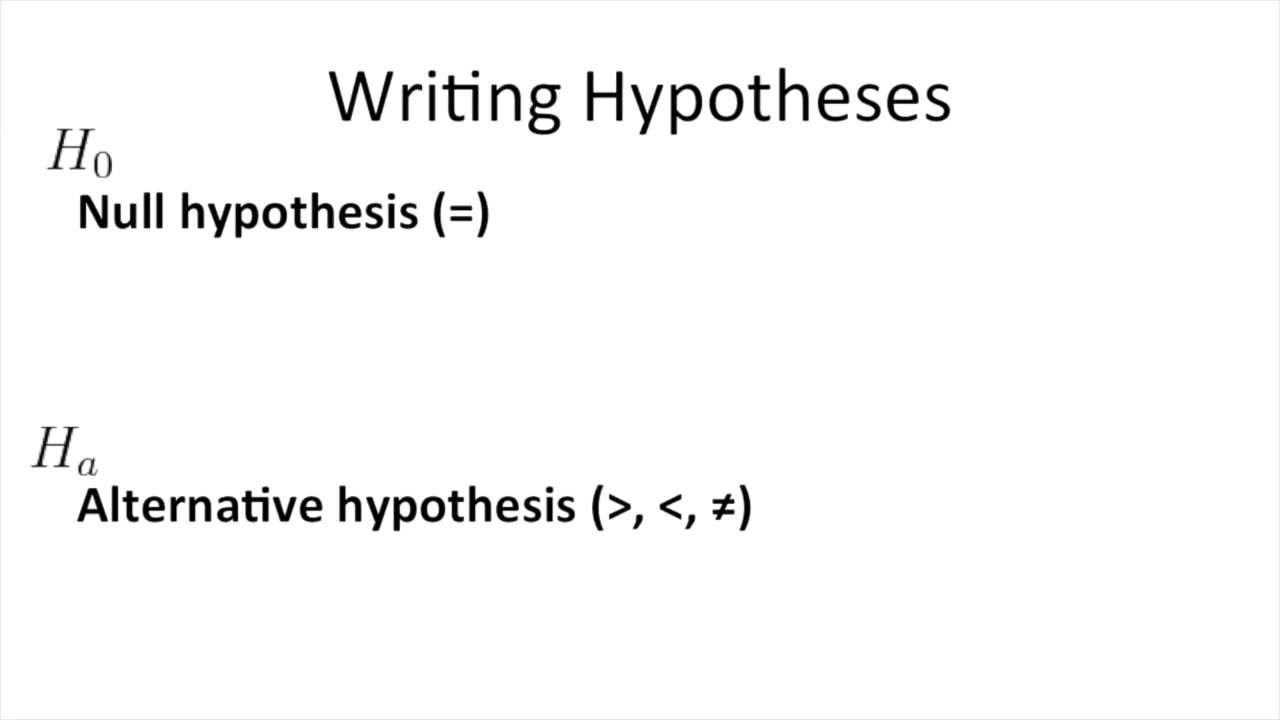 Writing Hypotheses
H₀
Null hypothesis (=)
Hₐ
Alternative hypothesis (>, <, ≠)